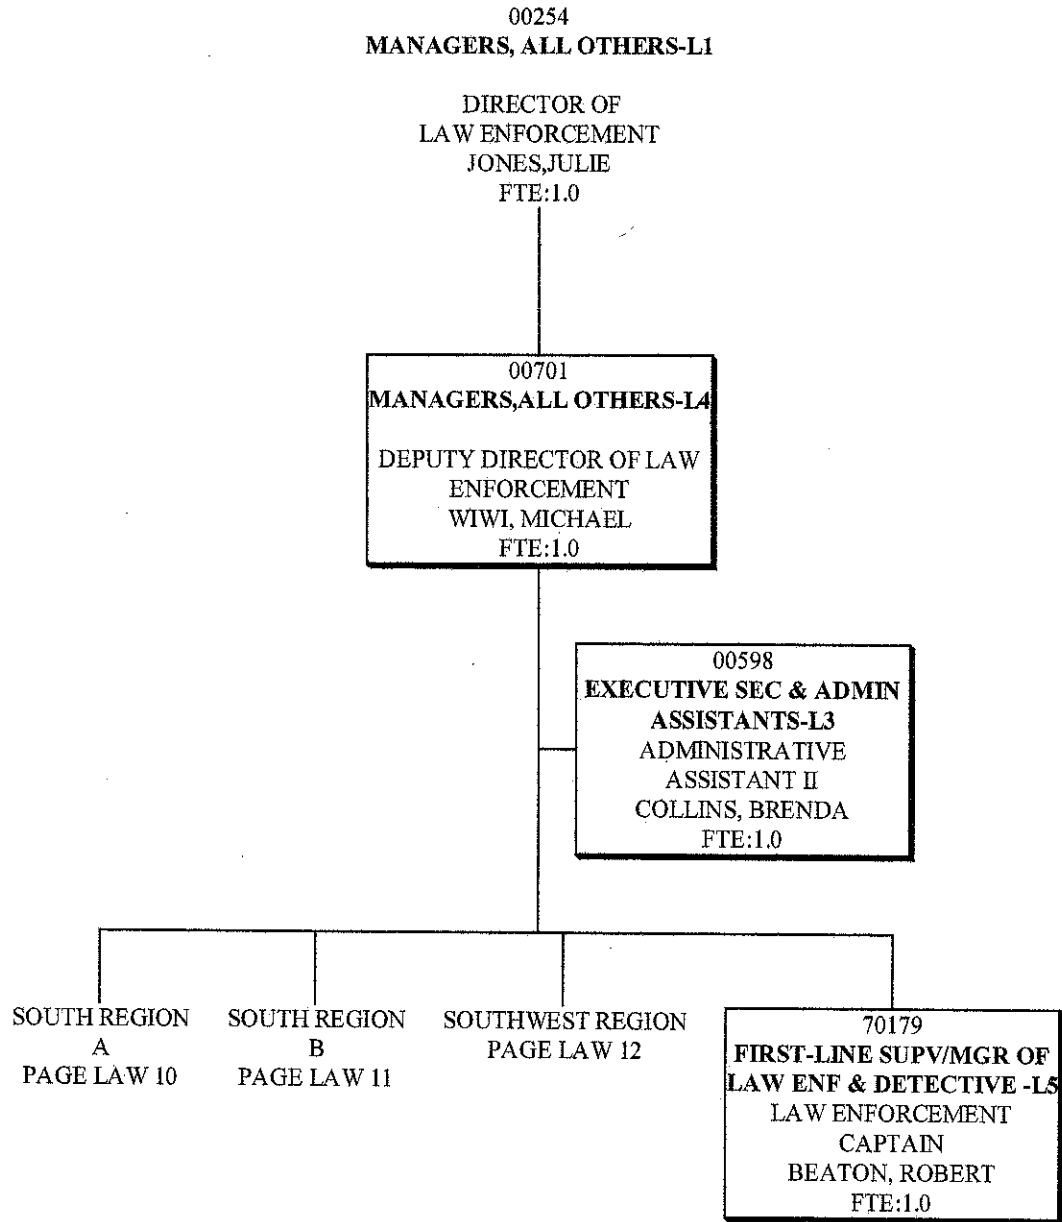 00254
MANAGERS, ALL OTHERS-L1
DIRECTOR OF
LAW ENFORCEMENT
JONES,JULIE
FTE:1.0
00701
MANAGERS,ALL OTHERS-L4
DEPUTY DIRECTOR OF LAW
ENFORCEMENT
WIWI, MICHAEL
FTE:1.0
00598
EXECUTIVE SEC & ADMIN
ASSISTANTS-L3
ADMINISTRATIVE
ASSISTANT II
COLLINS, BRENDA
FTE:1.0
SOUTH REGION
A
PAGE LAW 10
SOUTH REGION
B
PAGE LAW 11
SOUTHWEST REGION
PAGE LAW 12
70179
FIRST-LINE SUPV/MGR OF
LAW ENF & DETECTIVE -L5
LAW ENFORCEMENT
CAPTAIN
BEATON, ROBERT
FTE:1.0